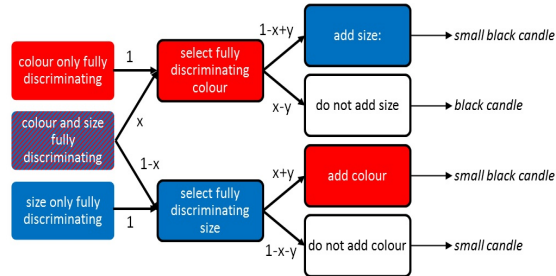 colour only fully
discriminating
1
select fully
discriminating
colour
1-x+y
add size:
small black candle
x-y
do not add size
black candle
colour and size
fully
discriminating
x
1-x
size only fully
discriminating
1
select fully
discriminating
size
x+y
add colour
small black candle
1-x-y
do not add colour
small candle